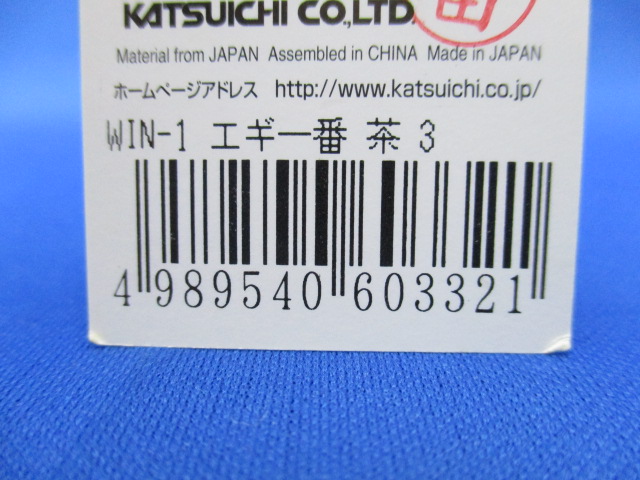 KATSUICHI CO.,LTD.
Material from JAPAN Assembled in CHINA Made in JAPAN
ホームページアドレス http://www.katsuichi.co.jp/
WIN-1 エギ一番 茶 3
4 989540 603321